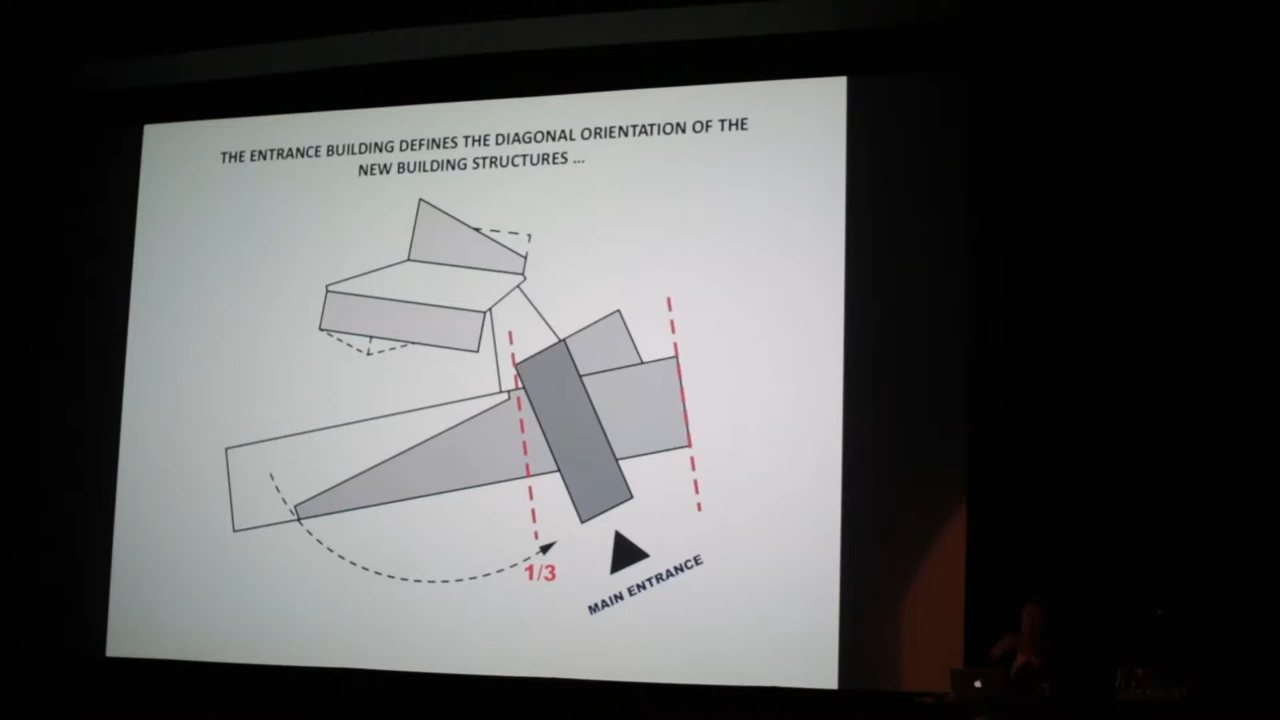 THE ENTRANCE BUILDING DEFINES THE DIAGONAL ORIENTATION OF THE
NEW BUILDING STRUCTURES ...
1/3
MAIN ENTRANCE